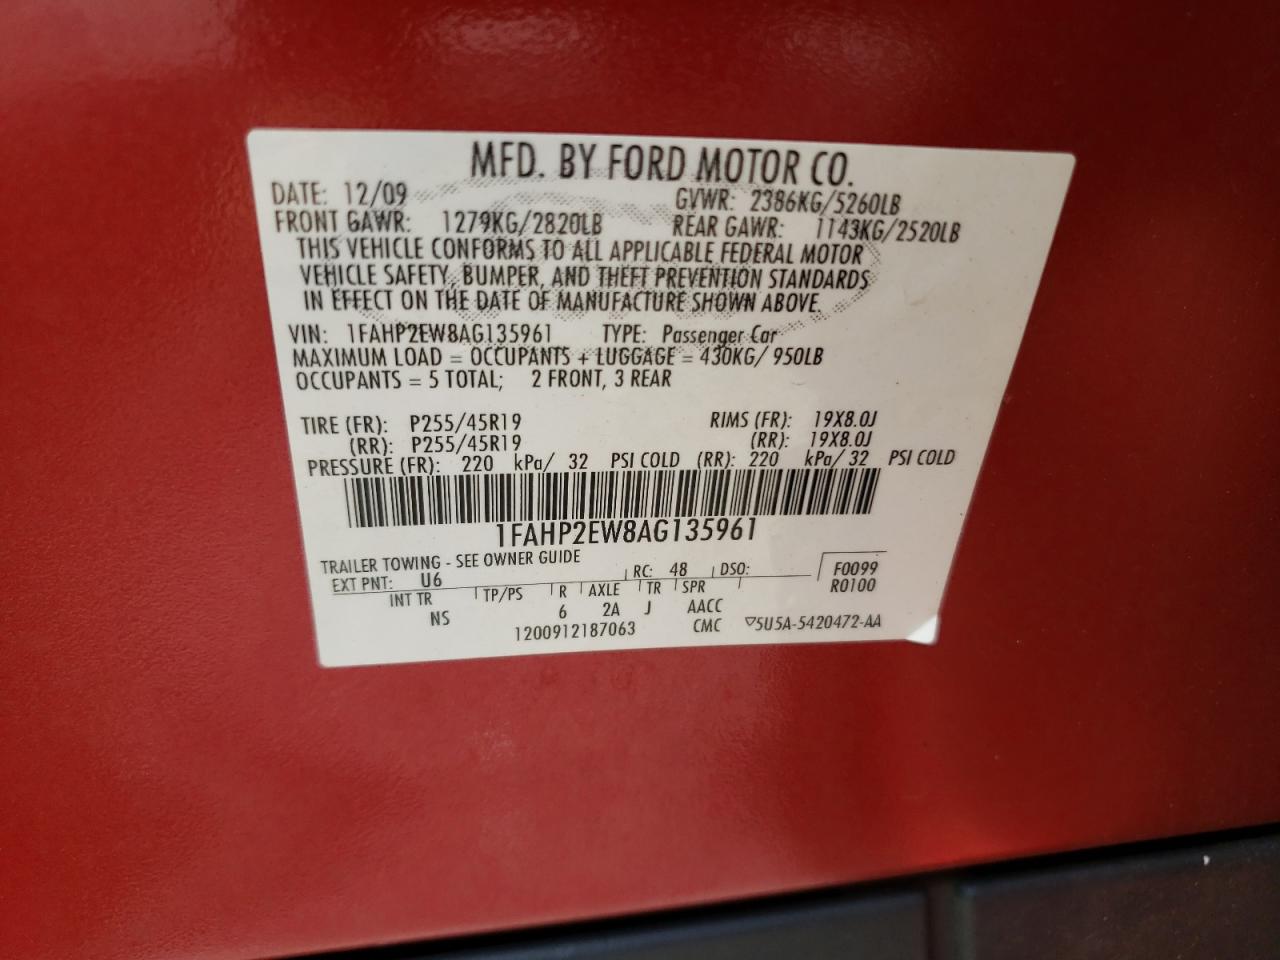 MFD. BY FORD MOTOR CO.
DATE: 12/09 GVWR: 2386KG/5260LB
FRONT GAWR: 1279KG/2820LB REAR GAWR: 1143KG/2520LB
THIS VEHICLE CONFORMS TO ALL APPLICABLE FEDERAL MOTOR
VEHICLE SAFETY, BUMPER, AND THEFT PREVENTION STANDARDS
IN EFFECT ON THE DATE OF MANUFACTURE SHOWN ABOVE.
VIN: 1FAHP2EW8AG135961 TYPE: Passenger Car
MAXIMUM LOAD = OCCUPANTS + LUGGAGE = 430KG/ 950LB
OCCUPANTS = 5 TOTAL; 2 FRONT, 3 REAR
TIRE (FR): P255/45R19 RIMS (FR): 19X8.0J
(RR): P255/45R19 (RR): 19X8.0J
PRESSURE (FR): 220 kPa/ 32 PSI COLD (RR): 220 kPa/ 32 PSI COLD
1FAHP2EW8AG135961
TRAILER TOWING - SEE OWNER GUIDE
EXT PNT: U6 RC: 48 DSO: F0099
R0100
INT TR TP/PS R AXLE TR SPR
NS 6 2A J AACC
1200912187063 CMC ▽5U5A-5420472-AA